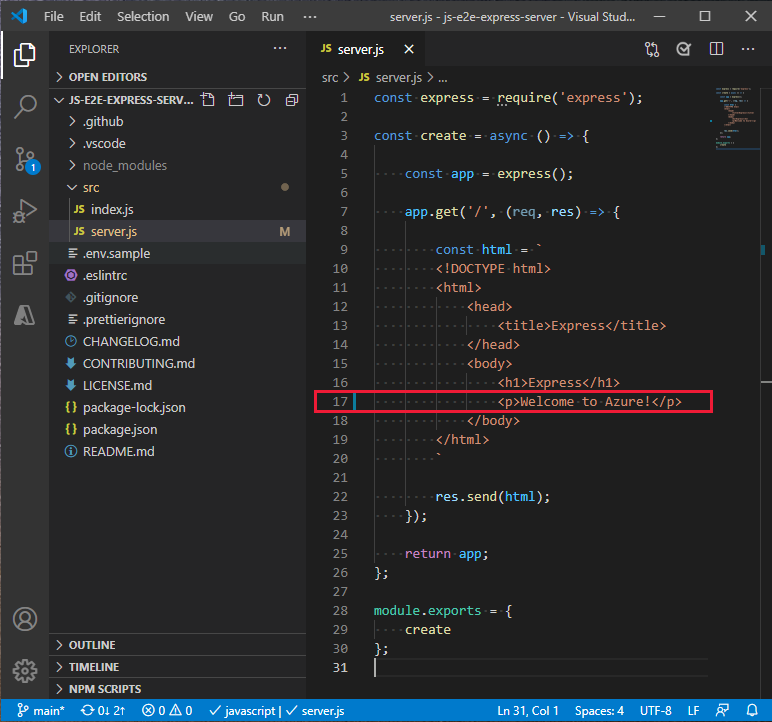 File Edit Selection View Go Run ··· server.js - js-e2e-express-server - Visual Stud...
EXPLORER ···
OPEN EDITORS
JS-E2E-EXPRESS-SERV...
.github
.vscode
node_modules
src
JS index.js
JS server.js M
.env.sample
.eslintrc
.gitignore
.prettierignore
CHANGELOG.md
CONTRIBUTING.md
LICENSE.md
{} package-lock.json
{} package.json
README.md
OUTLINE
TIMELINE
NPM SCRIPTS
1
JS server.js ×
src > JS server.js > ...
1 const express = require('express');
2
3 const create = async () => {
4
5 const app = express();
6
7 app.get('/', (req, res) => {
8
9 const html = `
10 <!DOCTYPE html>
11 <html>
12 <head>
13 <title>Express</title>
14 </head>
15 <body>
16 <h1>Express</h1>
17 <p>Welcome to Azure!</p>
18 </body>
19 </html>
20 `
21
22 res.send(html);
23 });
24
25 return app;
26 };
27
28 module.exports = {
29 create
30 };
31
main* 0↓ 2↑ 0 0 javascript | server.js Ln 31, Col 1 Spaces: 4 UTF-8 LF